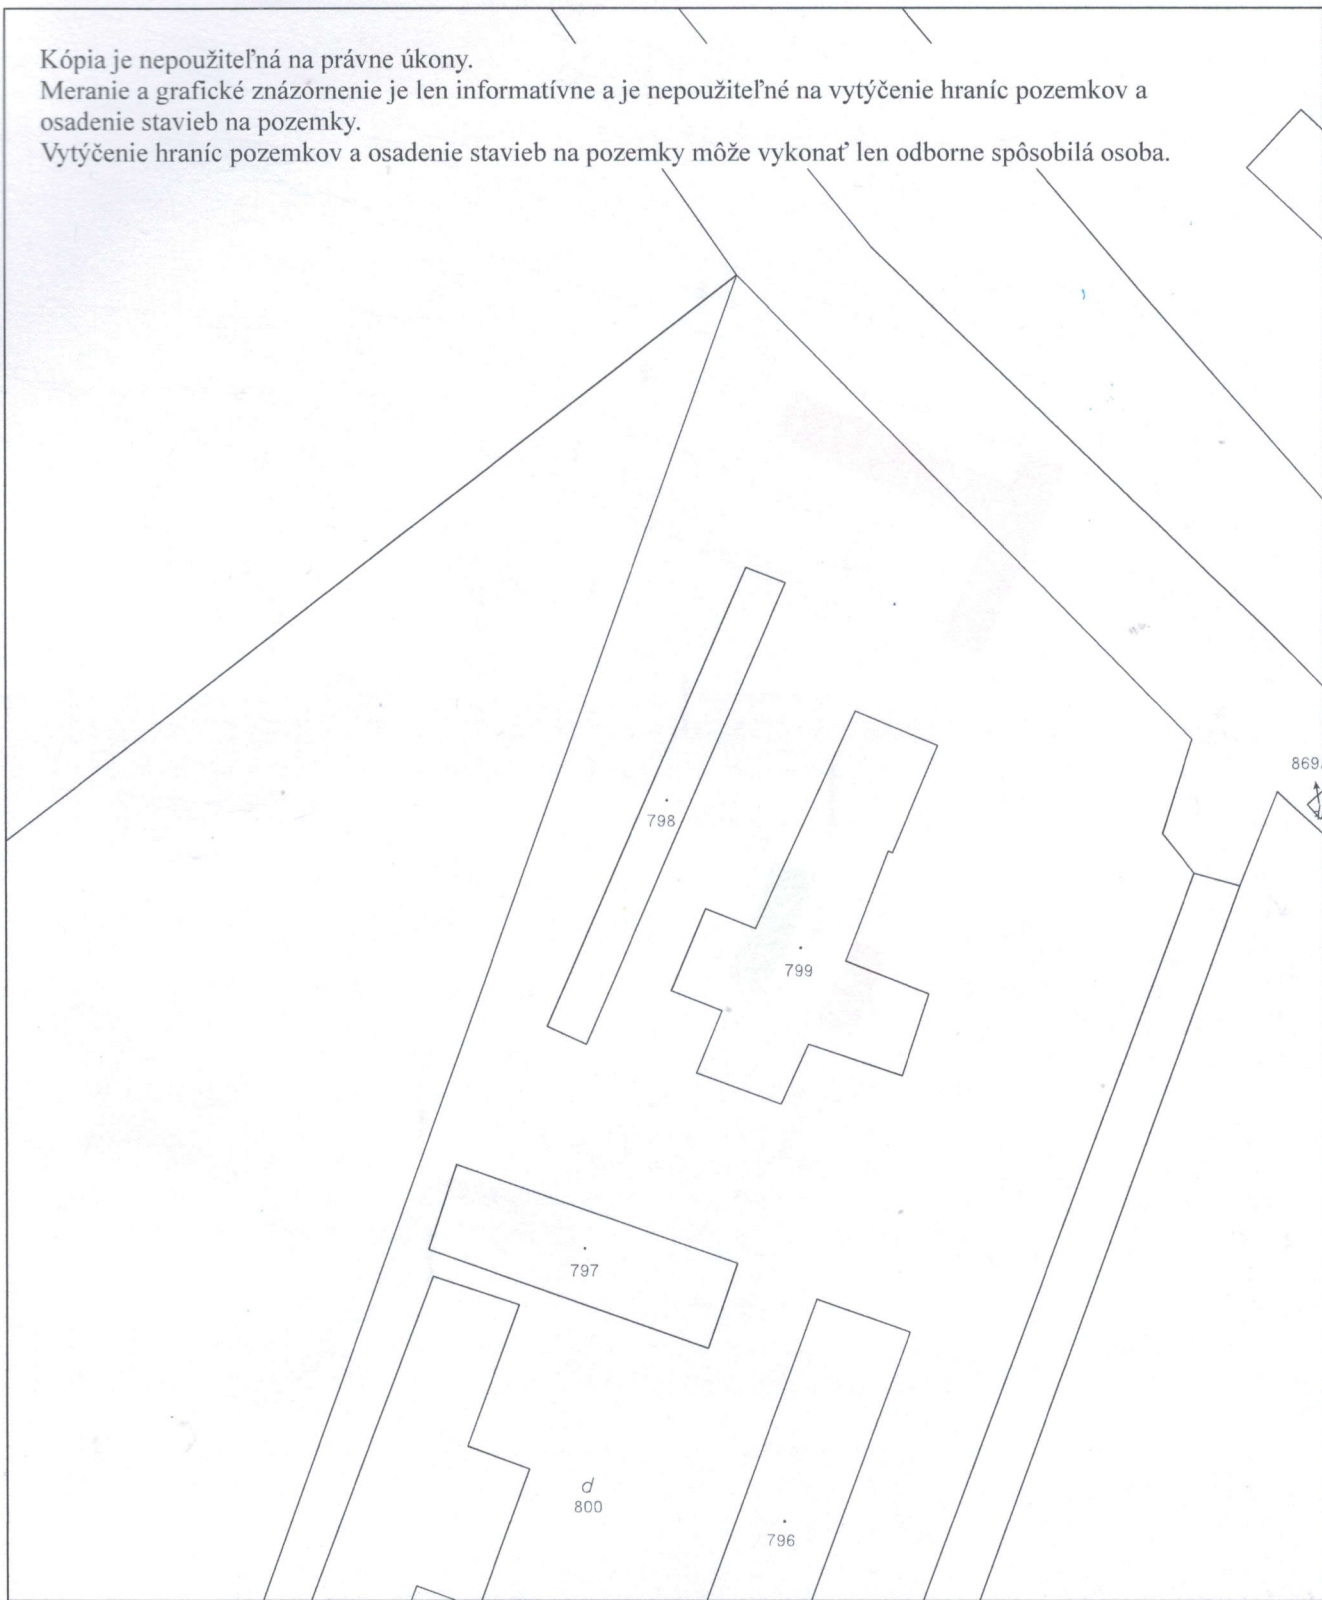 Kópia je nepoužiteľná na právne úkony.
Meranie a grafické znázornenie je len informatívne a je nepoužiteľné na vytýčenie hraníc pozemkov a
osadenie stavieb na pozemky.
Vytýčenie hraníc pozemkov a osadenie stavieb na pozemky môže vykonať len odborne spôsobilá osoba.
869
798
799
797
d
800
796